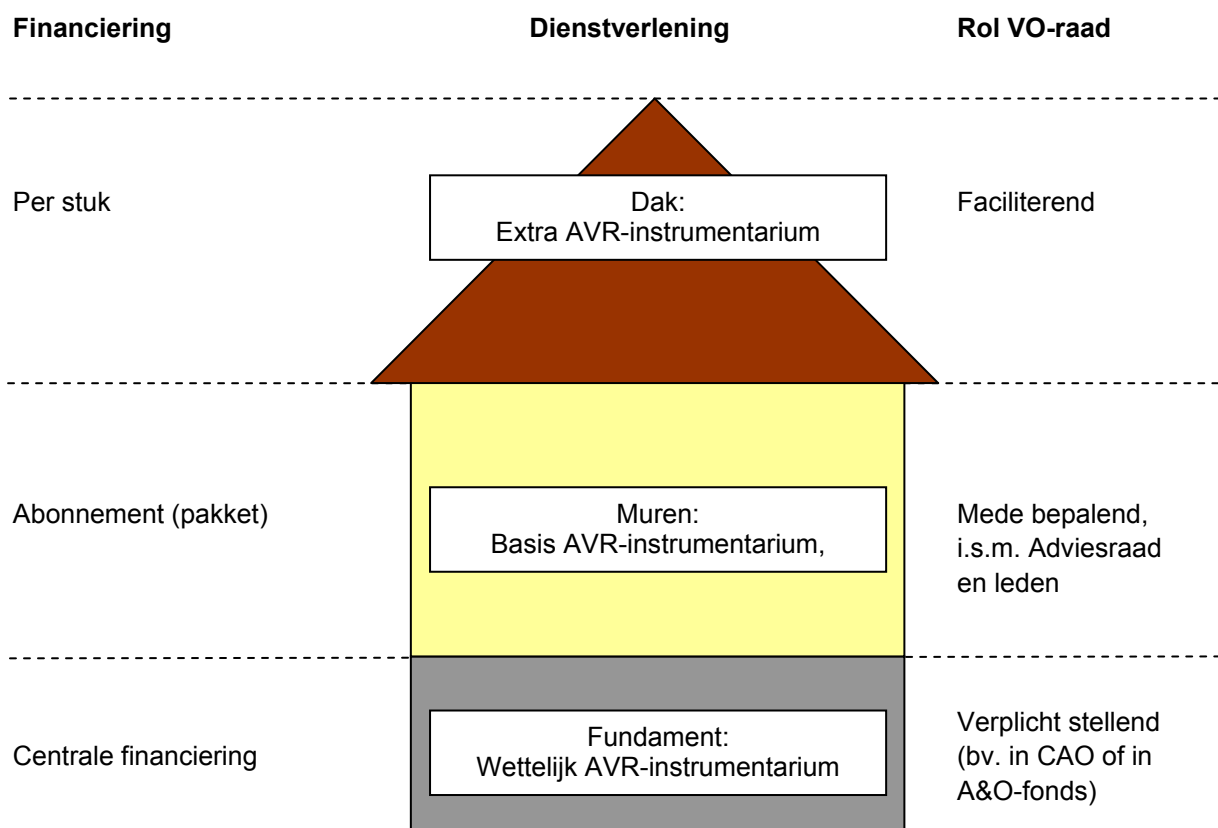 Financiering Dienstverlening Rol VO-raad
Per stuk
Dak:
Extra AVR-instrumentarium
Faciliterend
Abonnement (pakket)
Muren:
Basis AVR-instrumentarium,
Mede bepalend,
i.s.m. Adviesraad
en leden
Centrale financiering
Fundament:
Wettelijk AVR-instrumentarium
Verplicht stellend
(bv. in CAO of in
A&O-fonds)